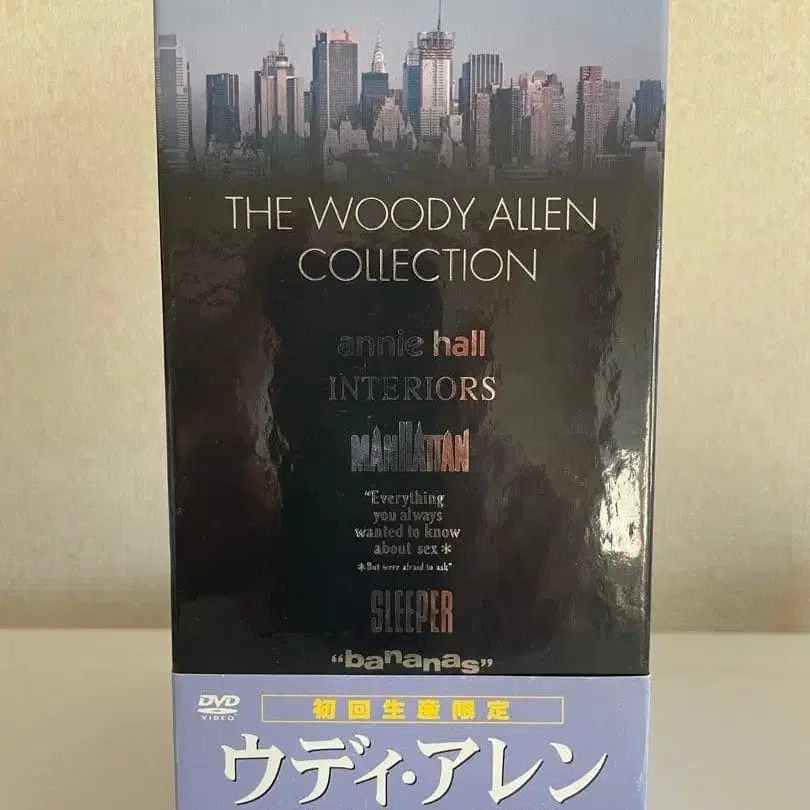 THE WOODY ALLEN
COLLECTION
annie hall
INTERIORS
MANHATTAN
"Everything
you always
wanted to know
about sex*
*But were afraid to ask"
SLEEPER
"bananas"
DVD
VIDEO
初回生産限定
ウディ・アレン